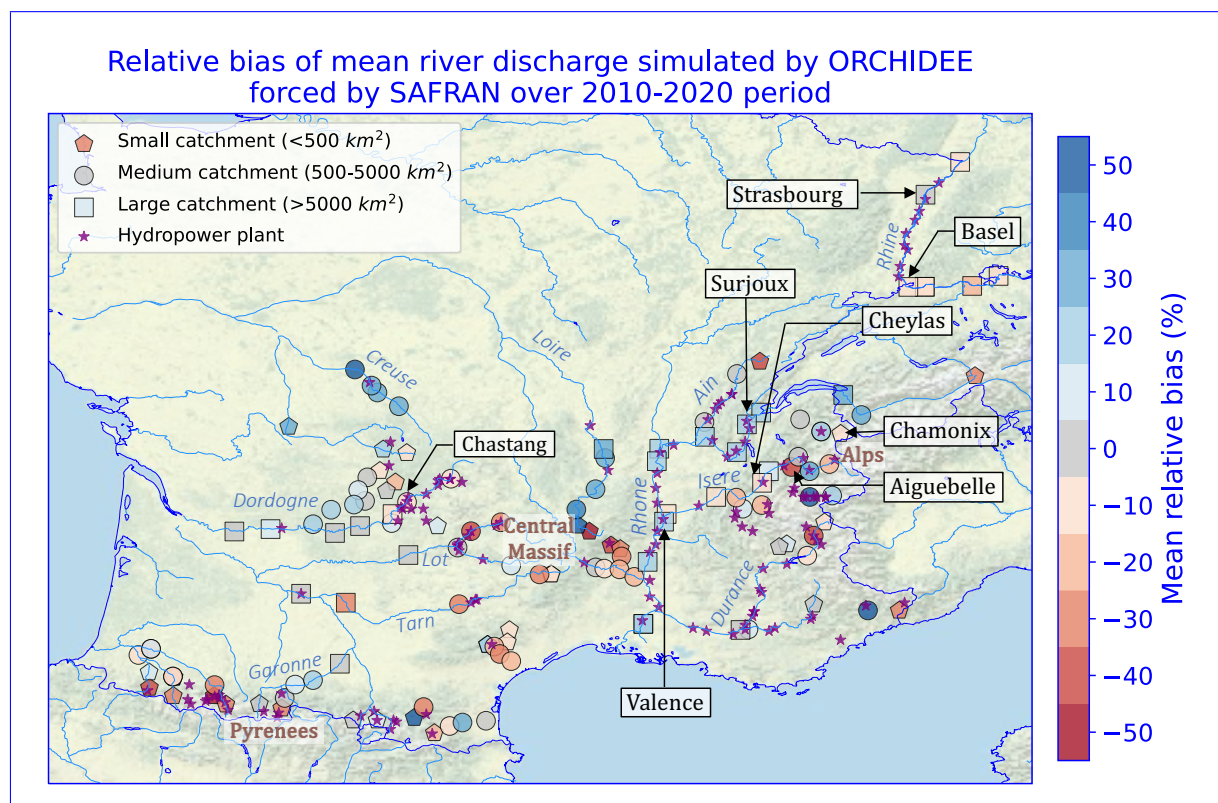 Relative bias of mean river discharge simulated by ORCHIDEE
forced by SAFRAN over 2010-2020 period
Small catchment (<500 km²)
Medium catchment (500-5000 km²)
Large catchment (>5000 km²)
Hydropower plant
Strasbourg
Basel
Rhine
Surjoux
Cheylas
Loire
Creuse
Ain
Chamonix
Chastang
Alps
Aiguebelle
Isere
Dordogne
Rhone
Central
Massif
Lot
Durance
Tarn
Garonne
Valence
Pyrenees
50
40
30
20
10
0
−10
−20
−30
−40
−50
Mean relative bias (%)